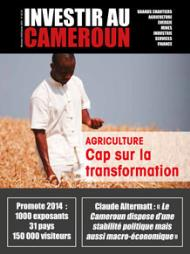 INVESTIR AU
CAMEROUN
GRANDS CHANTIERS
AGRICULTURE
ENERGIE
MINES
INDUSTRIE
SERVICES
FINANCE
AGRICULTURE
Cap sur la
transformation
Promote 2014 :
1000 exposants
31 pays
150 000 visiteurs
Claude Altermatt : « Le
Cameroun dispose d'une
stabilité politique mais
aussi macro-économique »